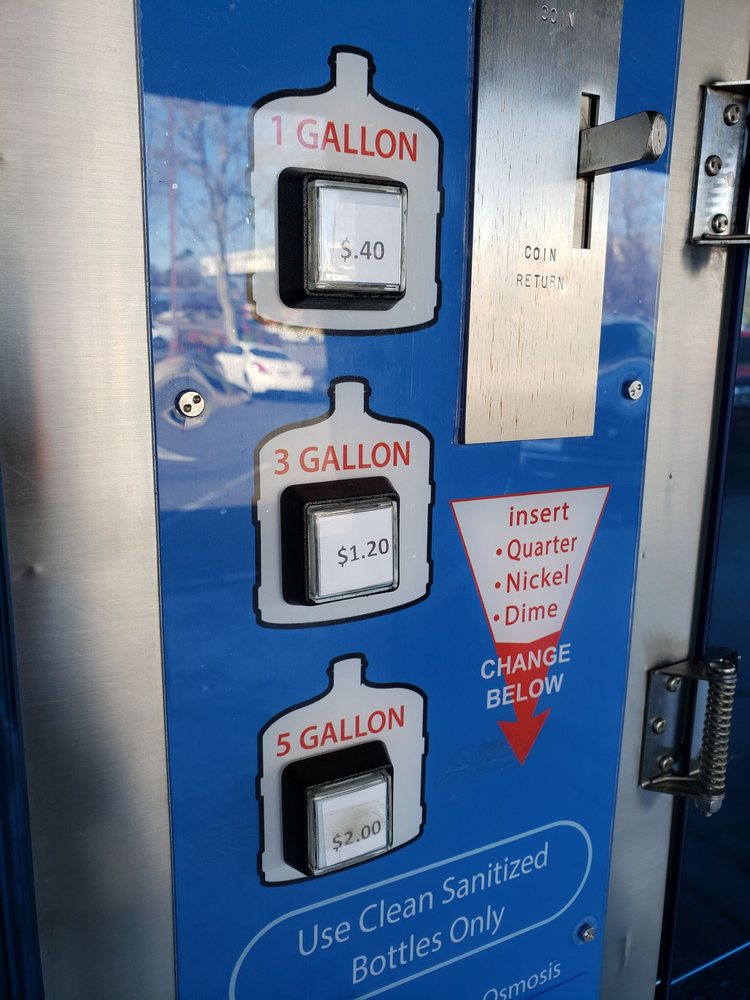 COIN
1 GALLON
$.40
COIN
RETURN
3 GALLON
$1.20
insert
• Quarter
• Nickel
• Dime
CHANGE
BELOW
5 GALLON
$2.00
Use Clean Sanitized
Bottles Only
Osmosis